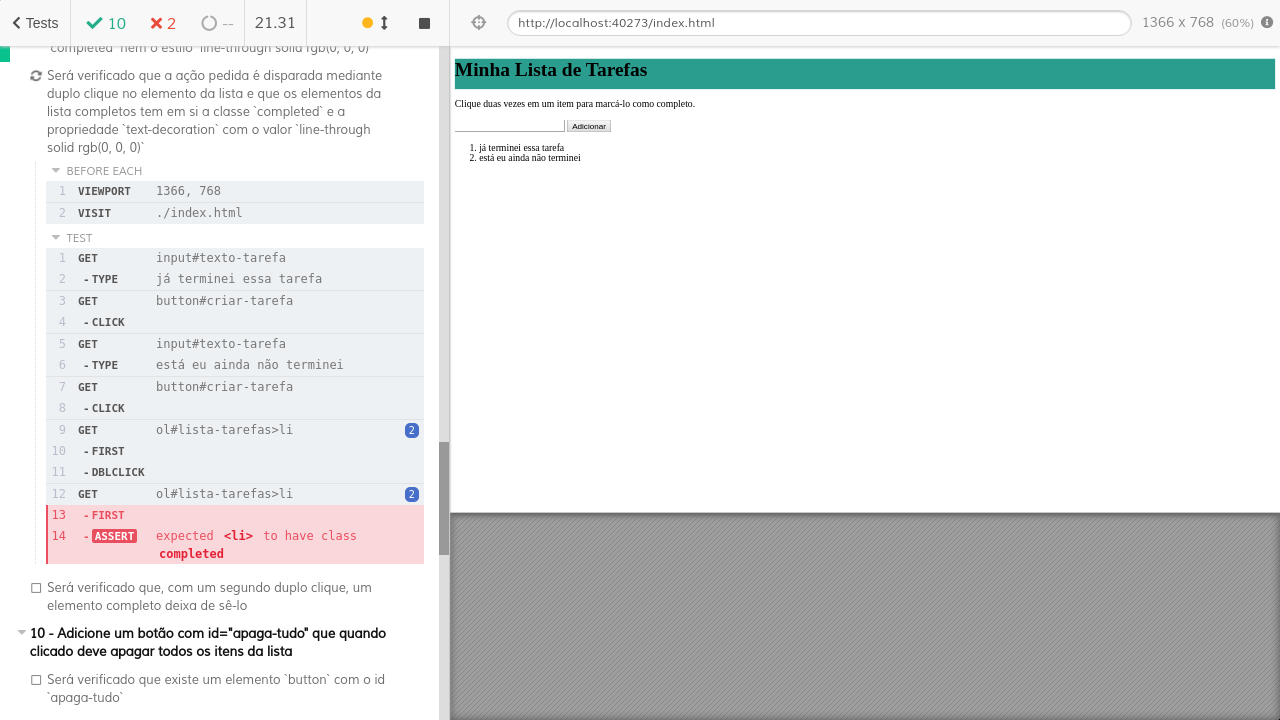 Tests
10
2
--
21.31
http://localhost:40273/index.html
1366 x 768 (60%)
`completed` nem o estilo `line-through solid rgb(0, 0, 0)`
Será verificado que a ação pedida é disparada mediante
duplo clique no elemento da lista e que os elementos da
lista completos tem em si a classe `completed` e a
propriedade `text-decoration` com o valor `line-through
solid rgb(0, 0, 0)`
BEFORE EACH
1 VIEWPORT 1366, 768
2 VISIT ./index.html
TEST
1 GET input#texto-tarefa
2 -TYPE já terminei essa tarefa
3 GET button#criar-tarefa
4 -CLICK
5 GET input#texto-tarefa
6 -TYPE está eu ainda não terminei
7 GET button#criar-tarefa
8 -CLICK
9 GET ol#lista-tarefas>li 2
10 -FIRST
11 -DBLCLICK
12 GET ol#lista-tarefas>li 2
13 -FIRST
14 -ASSERT expected <li> to have class
completed
Será verificado que, com um segundo duplo clique, um
elemento completo deixa de sê-lo
10 - Adicione um botão com id="apaga-tudo" que quando
clicado deve apagar todos os itens da lista
Será verificado que existe um elemento `button` com o id
`apaga-tudo`
Minha Lista de Tarefas
Clique duas vezes em um item para marcá-lo como completo.
Adicionar
1. já terminei essa tarefa
2. está eu ainda não terminei